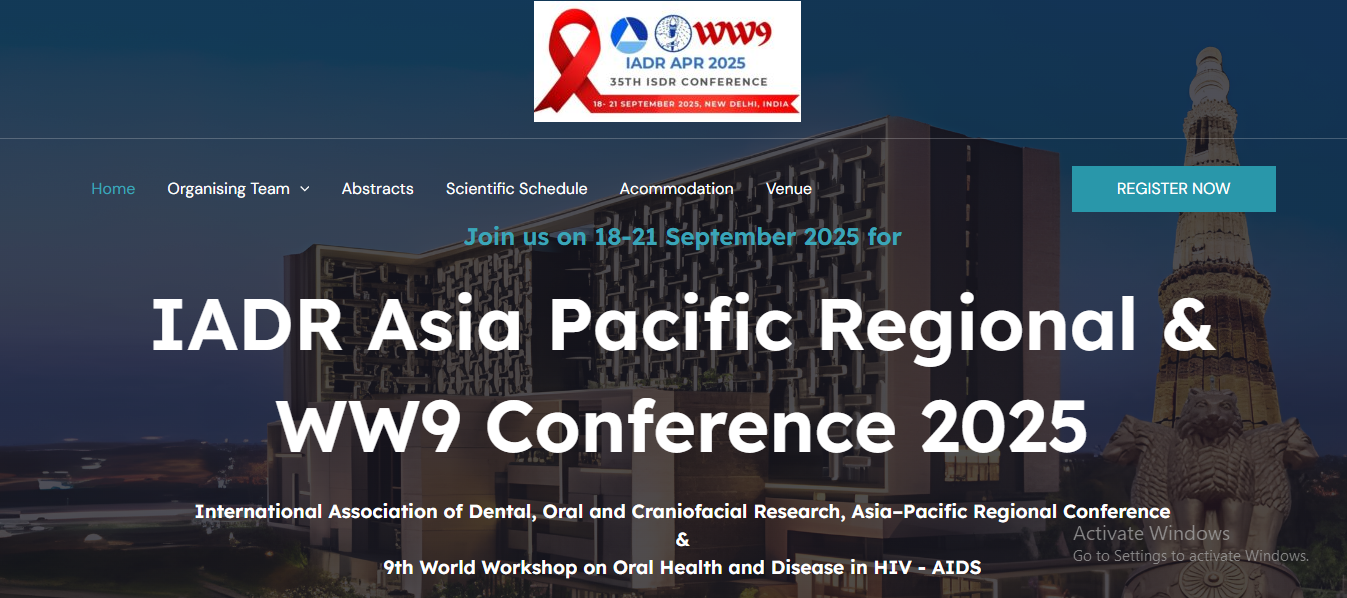 WW9
IADR APR 2025
35TH ISDR CONFERENCE
18- 21 SEPTEMBER 2025, NEW DELHI, INDIA
Home Organising Team Abstracts Scientific Schedule Acommodation Venue REGISTER NOW
Join us on 18-21 September 2025 for
IADR Asia Pacific Regional &
WW9 Conference 2025
International Association of Dental, Oral and Craniofacial Research, Asia–Pacific Regional Conference
&
9th World Workshop on Oral Health and Disease in HIV - AIDS
Activate Windows
Go to Settings to activate Windows.